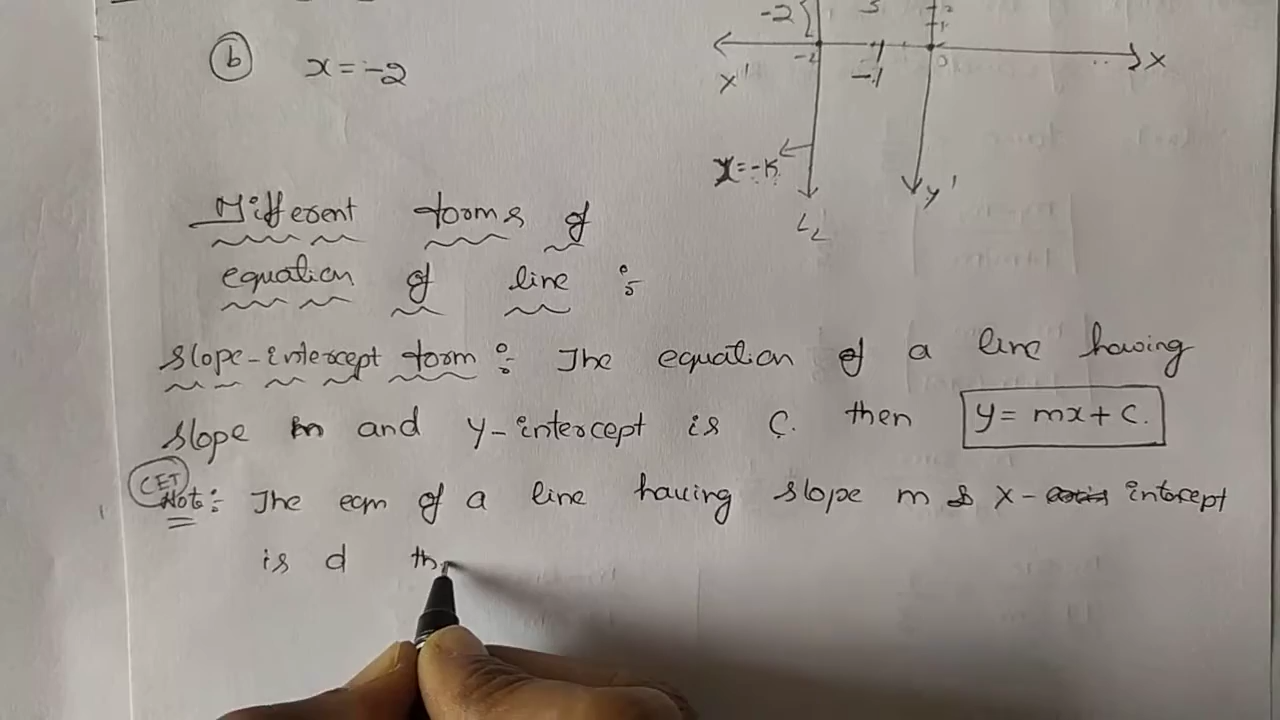 -2
-2
-1
0
X
X'
Y'
x = -K
L2
ⓑ x = -2
Different forms of
equation of line :
Slope-intercept form : The equation of a line having
slope m and y-intercept is c. then y = mx + c.
CET
Note : The eqn of a line having slope m & x- intercept
is d th